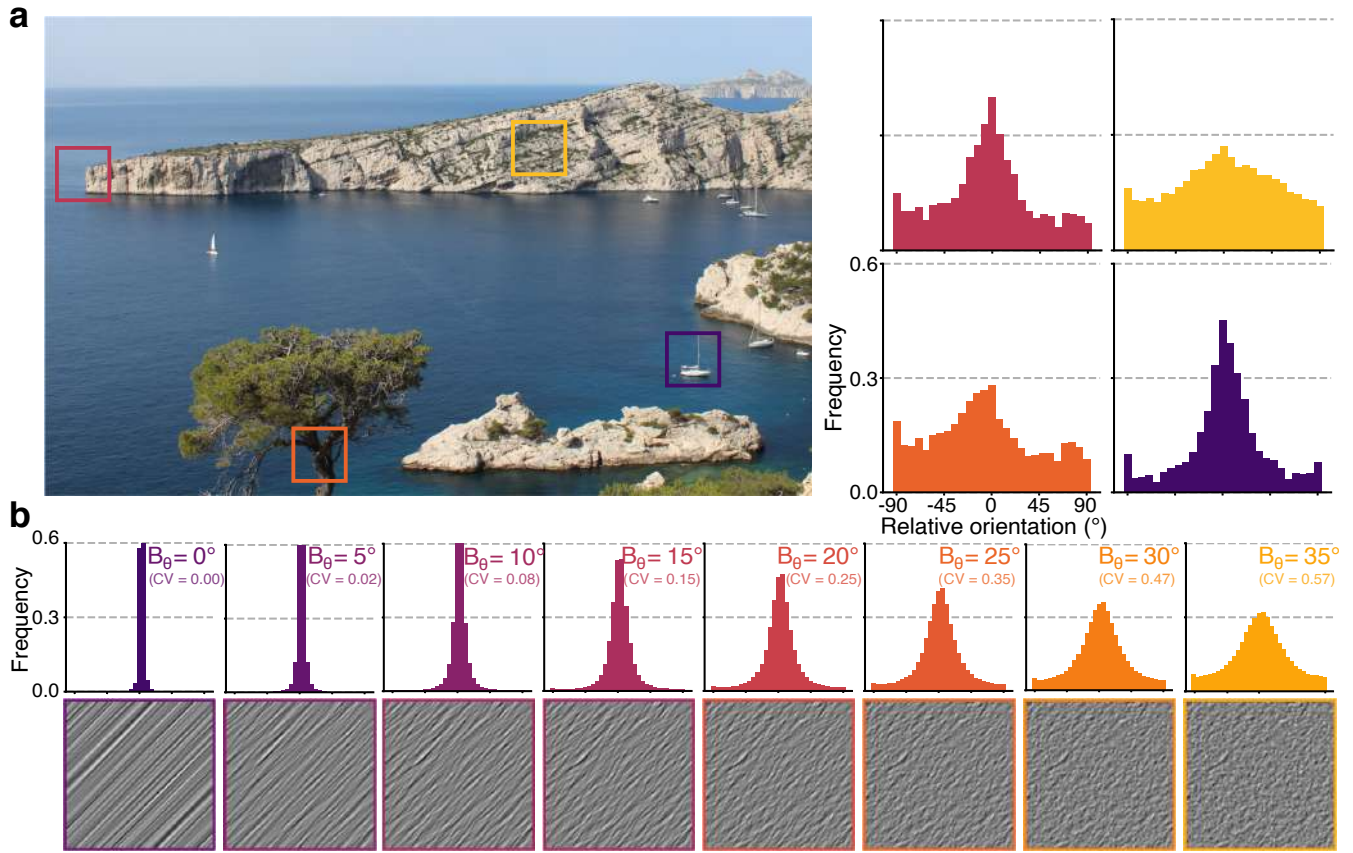 a
0.6
0.3
0.0
Frequency
-90 -45 0 45 90
Relative orientation (°)
b
0.6
0.3
0.0
Frequency
Bθ= 0°
(CV = 0.00)
Bθ= 5°
(CV = 0.02)
Bθ= 10°
(CV = 0.08)
Bθ= 15°
(CV = 0.15)
Bθ= 20°
(CV = 0.25)
Bθ= 25°
(CV = 0.35)
Bθ= 30°
(CV = 0.47)
Bθ= 35°
(CV = 0.57)